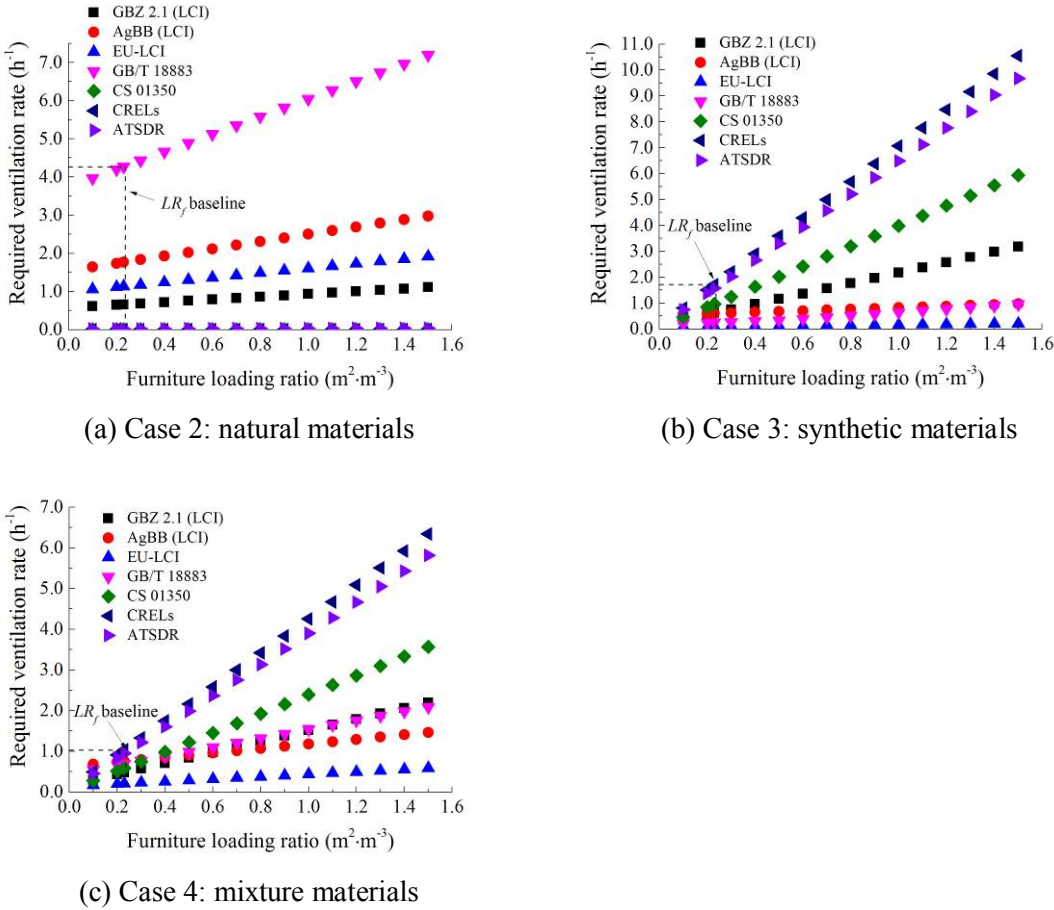 GBZ 2.1 (LCI)
AgBB (LCI)
EU-LCI
GB/T 18883
CS 01350
CRELs
ATSDR
LRf baseline
Required ventilation rate (h-1)
7.0
6.0
5.0
4.0
3.0
2.0
1.0
0.0
0.0 0.2 0.4 0.6 0.8 1.0 1.2 1.4 1.6
Furniture loading ratio (m2·m-3)
(a) Case 2: natural materials
GBZ 2.1 (LCI)
AgBB (LCI)
EU-LCI
GB/T 18883
CS 01350
CRELs
ATSDR
LRf baseline
Required ventilation rate (h-1)
11.0
10.0
9.0
8.0
7.0
6.0
5.0
4.0
3.0
2.0
1.0
0.0
0.0 0.2 0.4 0.6 0.8 1.0 1.2 1.4 1.6
Furniture loading ratio (m2·m-3)
(b) Case 3: synthetic materials
GBZ 2.1 (LCI)
AgBB (LCI)
EU-LCI
GB/T 18883
CS 01350
CRELs
ATSDR
LRf baseline
Required ventilation rate (h-1)
7.0
6.0
5.0
4.0
3.0
2.0
1.0
0.0
0.0 0.2 0.4 0.6 0.8 1.0 1.2 1.4 1.6
Furniture loading ratio (m2·m-3)
(c) Case 4: mixture materials